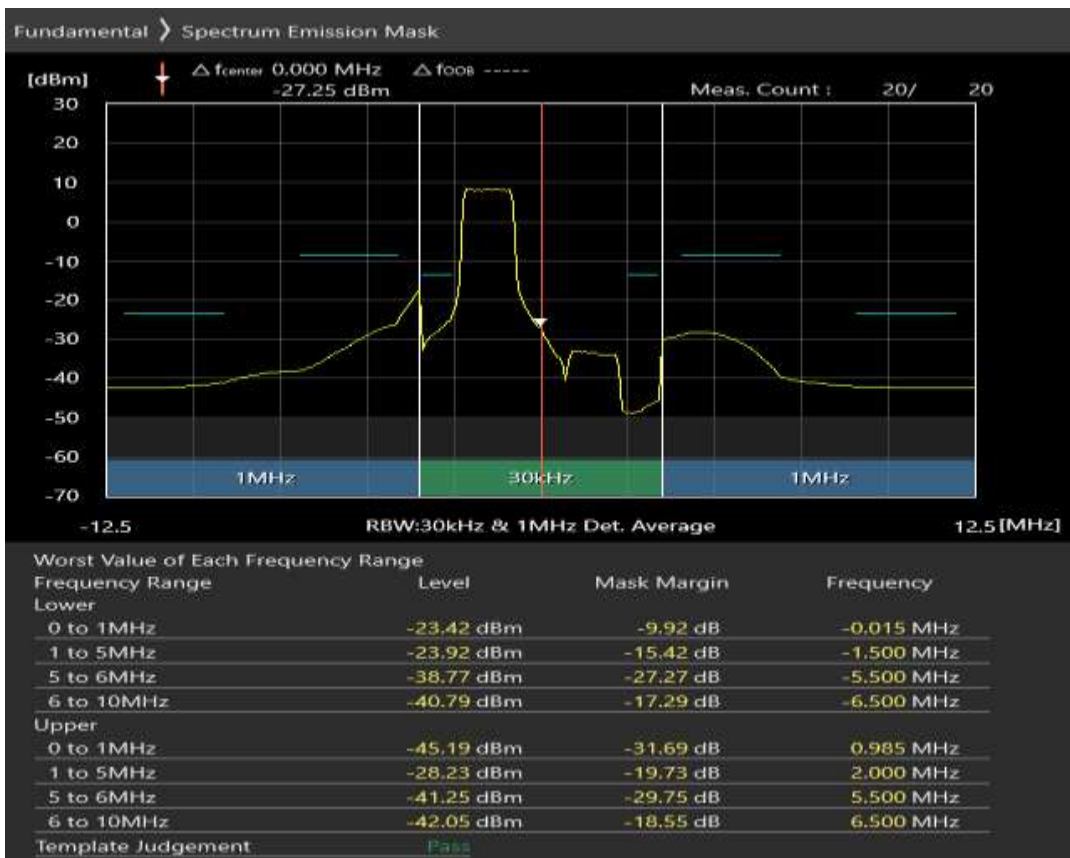 Fundamental ❯ Spectrum Emission Mask
[dBm] △ fcenter 0.000 MHz △ fOOB -----
-27.25 dBm Meas. Count : 20/ 20
30
20
10
0
-10
-20
-30
-40
-50
-60
-70
1MHz 30kHz 1MHz
-12.5 RBW:30kHz & 1MHz Det. Average 12.5 [MHz]
Worst Value of Each Frequency Range
Frequency Range Level Mask Margin Frequency
Lower
0 to 1MHz -23.42 dBm -9.92 dB -0.015 MHz
1 to 5MHz -23.92 dBm -15.42 dB -1.500 MHz
5 to 6MHz -38.77 dBm -27.27 dB -5.500 MHz
6 to 10MHz -40.79 dBm -17.29 dB -6.500 MHz
Upper
0 to 1MHz -45.19 dBm -31.69 dB 0.985 MHz
1 to 5MHz -28.23 dBm -19.73 dB 2.000 MHz
5 to 6MHz -41.25 dBm -29.75 dB 5.500 MHz
6 to 10MHz -42.05 dBm -18.55 dB 6.500 MHz
Template Judgement Pass